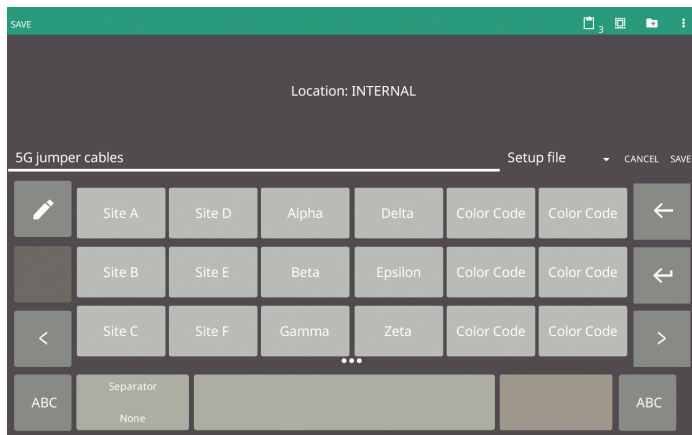 SAVE
3
Location: INTERNAL
5G jumper cables Setup file CANCEL SAVE
Site A Site D Alpha Delta Color Code Color Code
Site B Site E Beta Epsilon Color Code Color Code
Site C Site F Gamma Zeta Color Code Color Code
ABC Separator ABC
None